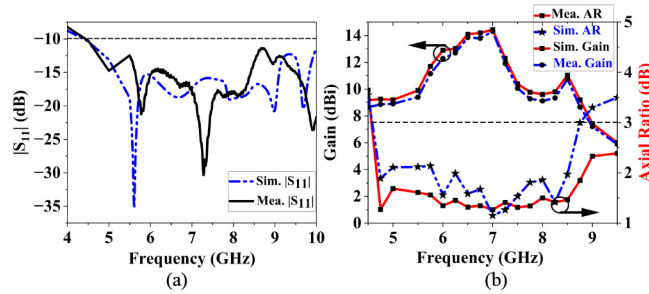 (a)
|S11| (dB)
-10
-15
-20
-25
-30
-35
Sim. |S11|
Mea. |S11|
4 5 6 7 8 9 10
Frequency (GHz)
(a)
14
12
10
8
6
4
2
0
Gain (dBi)
Mea. AR
Sim. AR
Sim. Gain
Mea. Gain
5
4
3
2
1
Axial Ratio (dB)
5 6 7 8 9
Frequency (GHz)
(b)